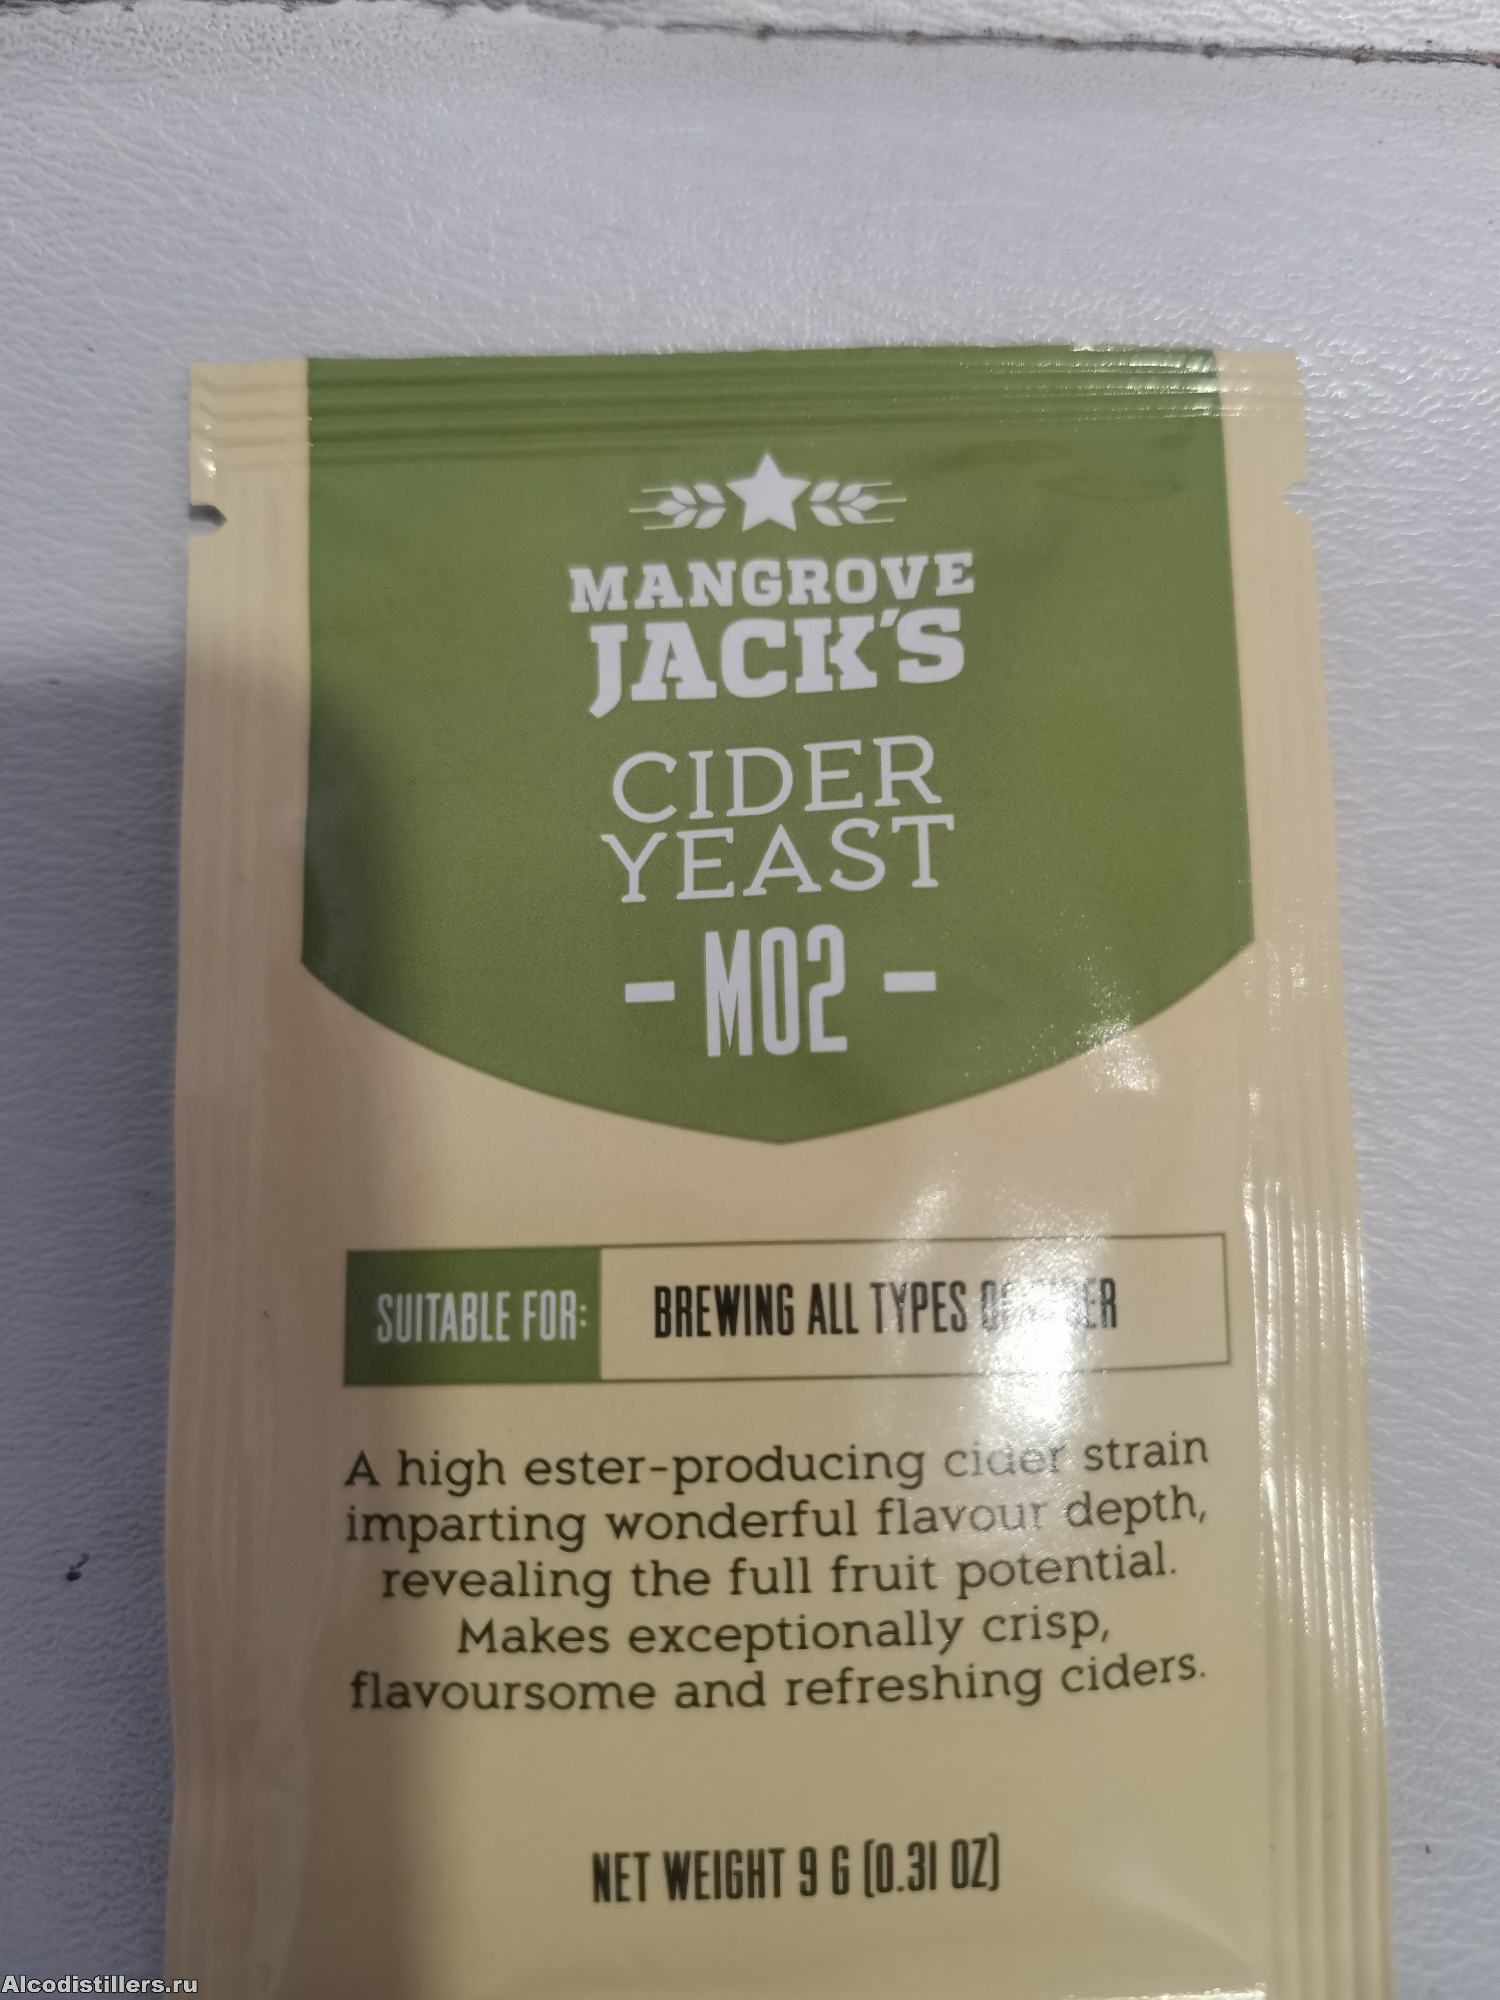 MANGROVE
JACK'S
CIDER
YEAST
- M02 -
SUITABLE FOR: BREWING ALL TYPES OF CIDER
A high ester-producing cider strain
imparting wonderful flavour depth,
revealing the full fruit potential.
Makes exceptionally crisp,
flavoursome and refreshing ciders.
NET WEIGHT 9 G (0.31 OZ)
Alcodistillers.ru